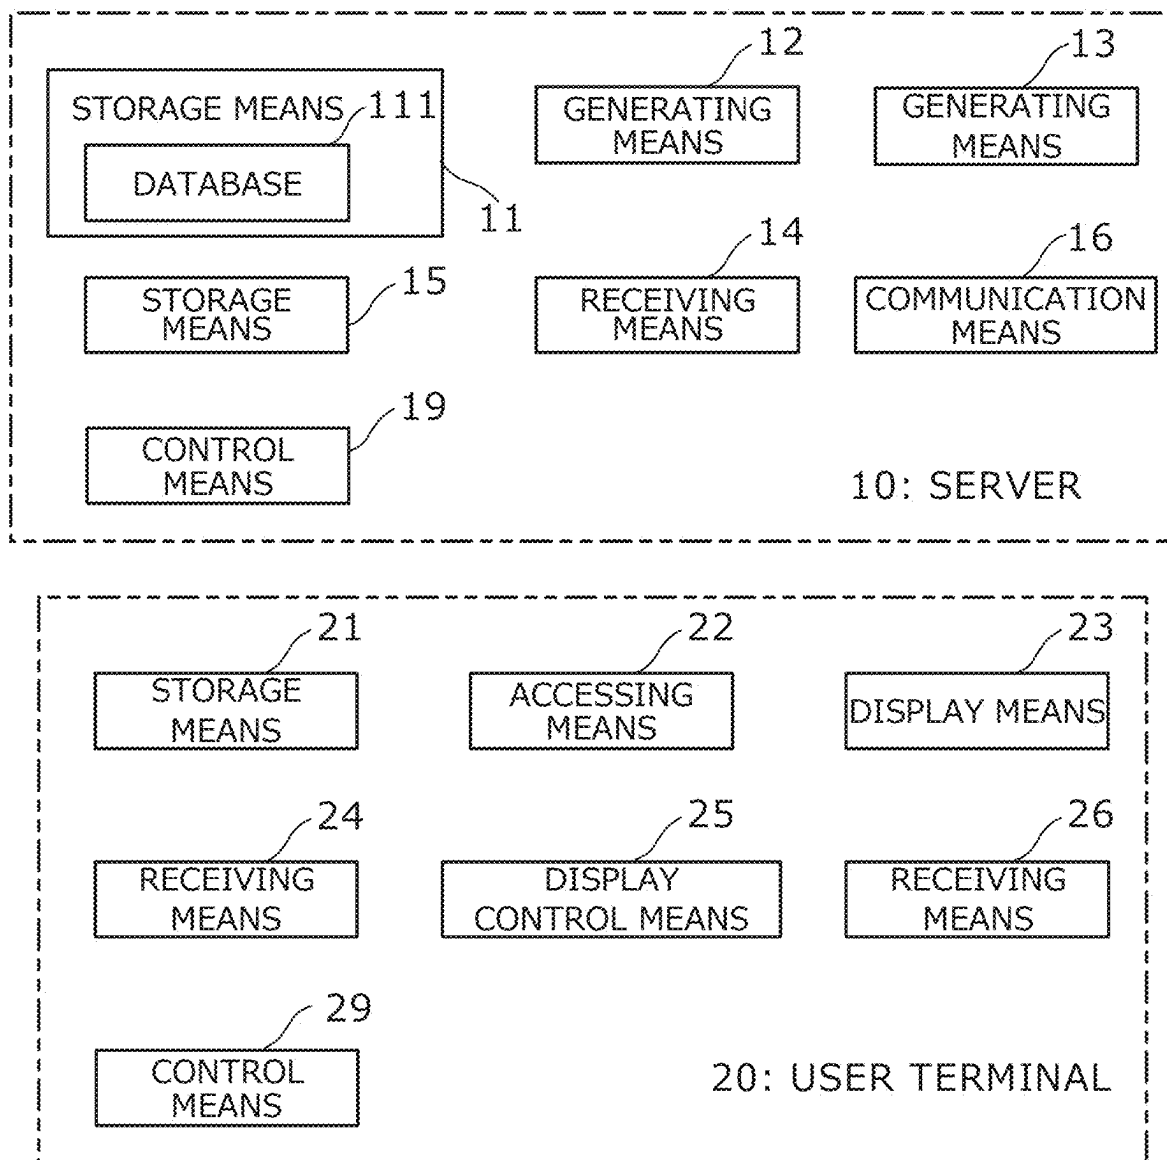 12
13
STORAGE MEANS
111
DATABASE
11
GENERATING
MEANS
GENERATING
MEANS
15
14
16
STORAGE
MEANS
RECEIVING
MEANS
COMMUNICATION
MEANS
19
CONTROL
MEANS
10: SERVER
21
22
23
STORAGE
MEANS
ACCESSING
MEANS
DISPLAY MEANS
24
25
26
RECEIVING
MEANS
DISPLAY
CONTROL MEANS
RECEIVING
MEANS
29
CONTROL
MEANS
20: USER TERMINAL